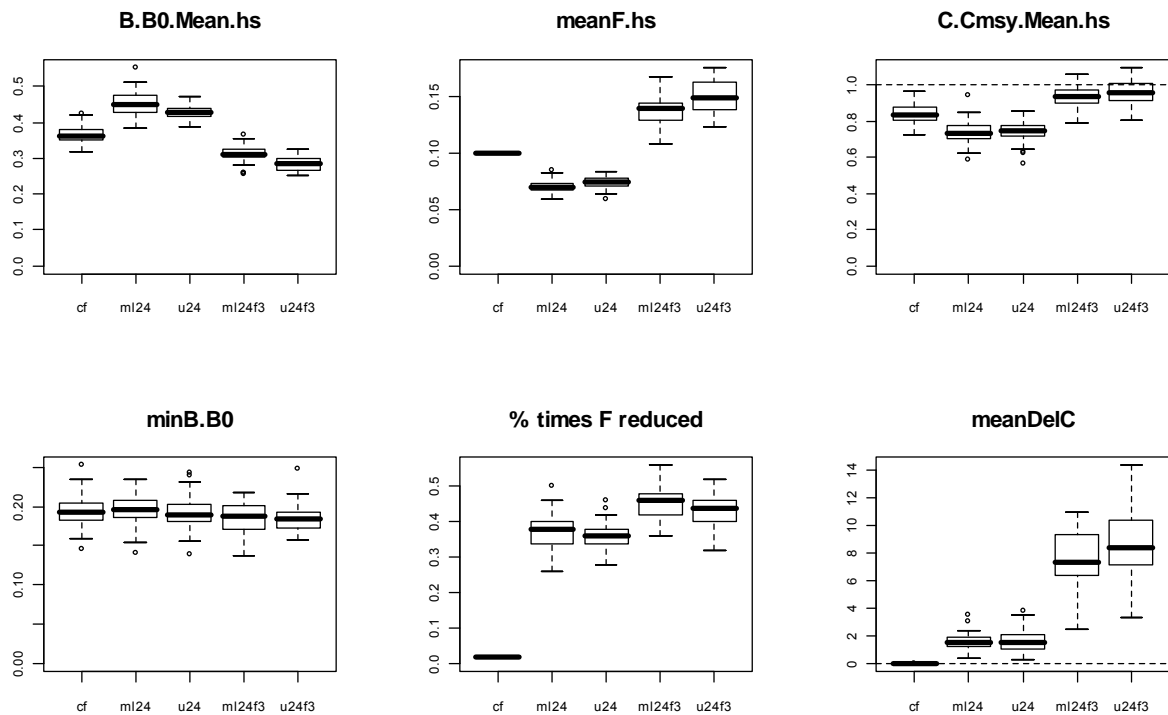 B.B0.Mean.hs
0.5
0.4
0.3
0.2
0.1
0.0
cf ml24 u24 ml24f3 u24f3
meanF.hs
0.15
0.10
0.05
0.00
cf ml24 u24 ml24f3 u24f3
C.Cmsy.Mean.hs
1.0
0.8
0.6
0.4
0.2
0.0
cf ml24 u24 ml24f3 u24f3
minB.B0
0.20
0.10
0.00
cf ml24 u24 ml24f3 u24f3
% times F reduced
0.5
0.4
0.3
0.2
0.1
0.0
cf ml24 u24 ml24f3 u24f3
meanDelC
14
12
10
8
6
4
2
0
cf ml24 u24 ml24f3 u24f3